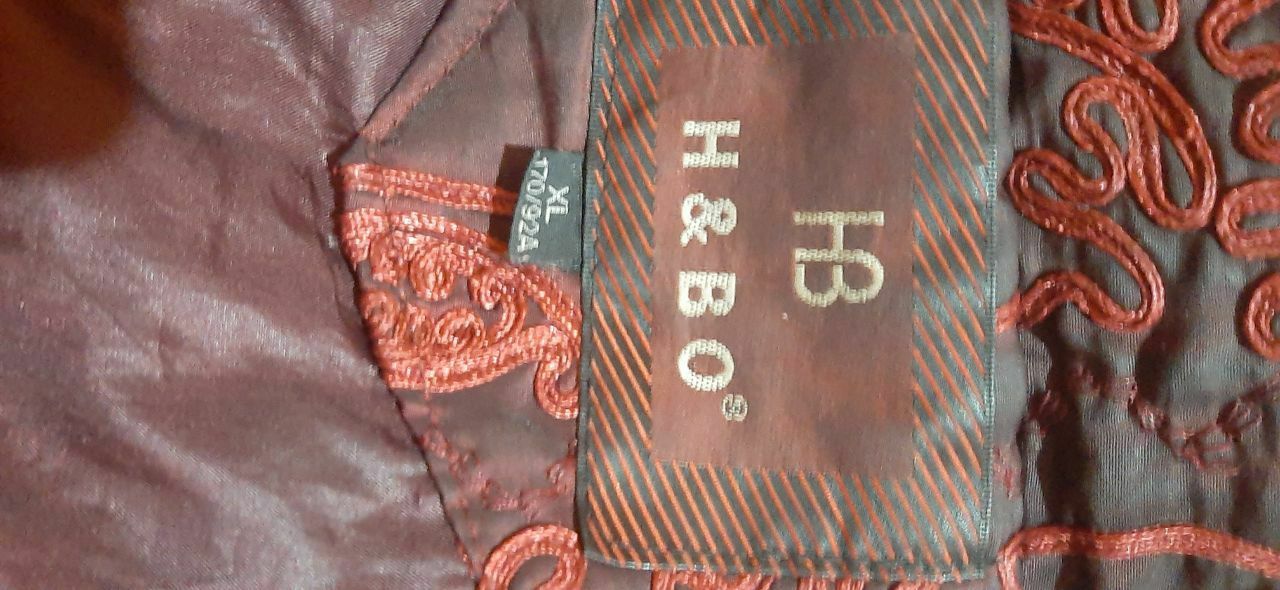 HB
H & BO®
XL
170/92A